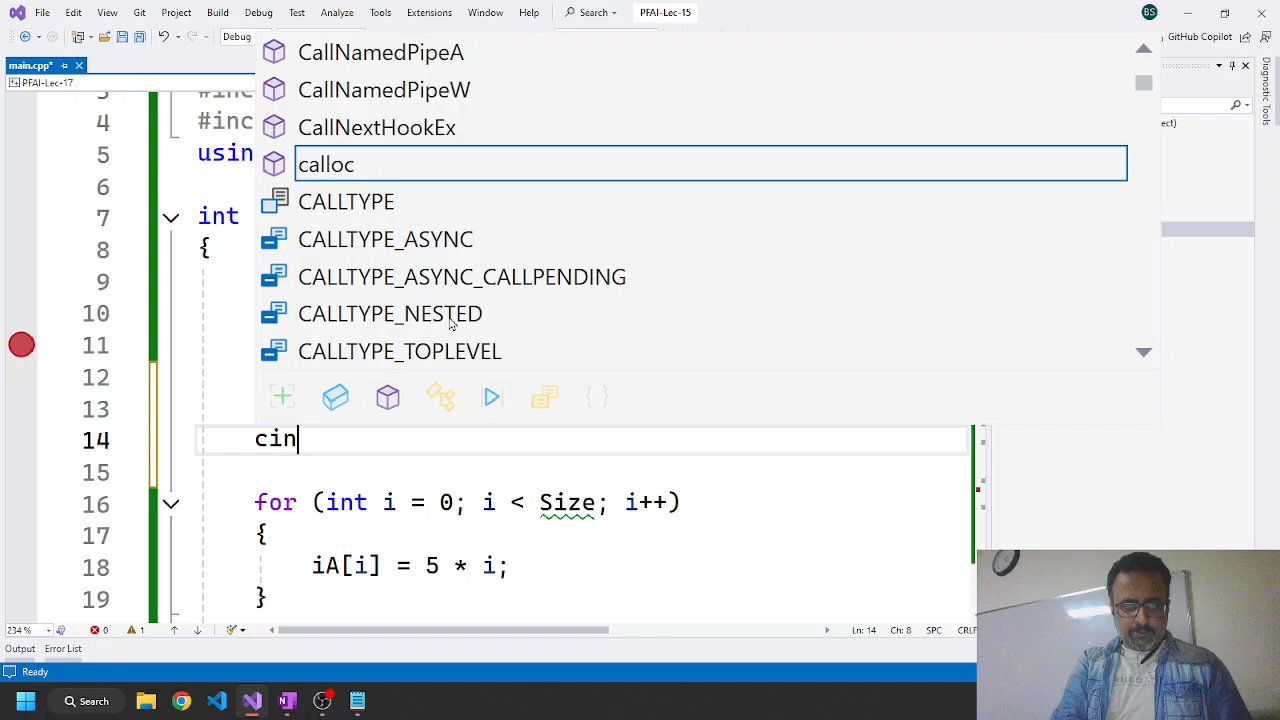 File Edit View Git Project Build Debug Test Analyze Tools Extensions Window Help Search PFAI-Lec-15 BS
Debug GitHub Copilot
main.cpp*
PFAI-Lec-17
3 #inc
4 #inc
5 usin
6
7 int
8 {
9
10
11
12
13
14 cin
15
16 for (int i = 0; i < Size; i++)
17 {
18 iA[i] = 5 * i;
19 }
CallNamedPipeA
CallNamedPipeW
CallNextHookEx
calloc
CALLTYPE
CALLTYPE_ASYNC
CALLTYPE_ASYNC_CALLPENDING
CALLTYPE_NESTED
CALLTYPE_TOPLEVEL
ect)
Diagnostic Tools
234 % 0 1 Ln: 14 Ch: 8 SPC CRLF
Output Error List
Ready
Search